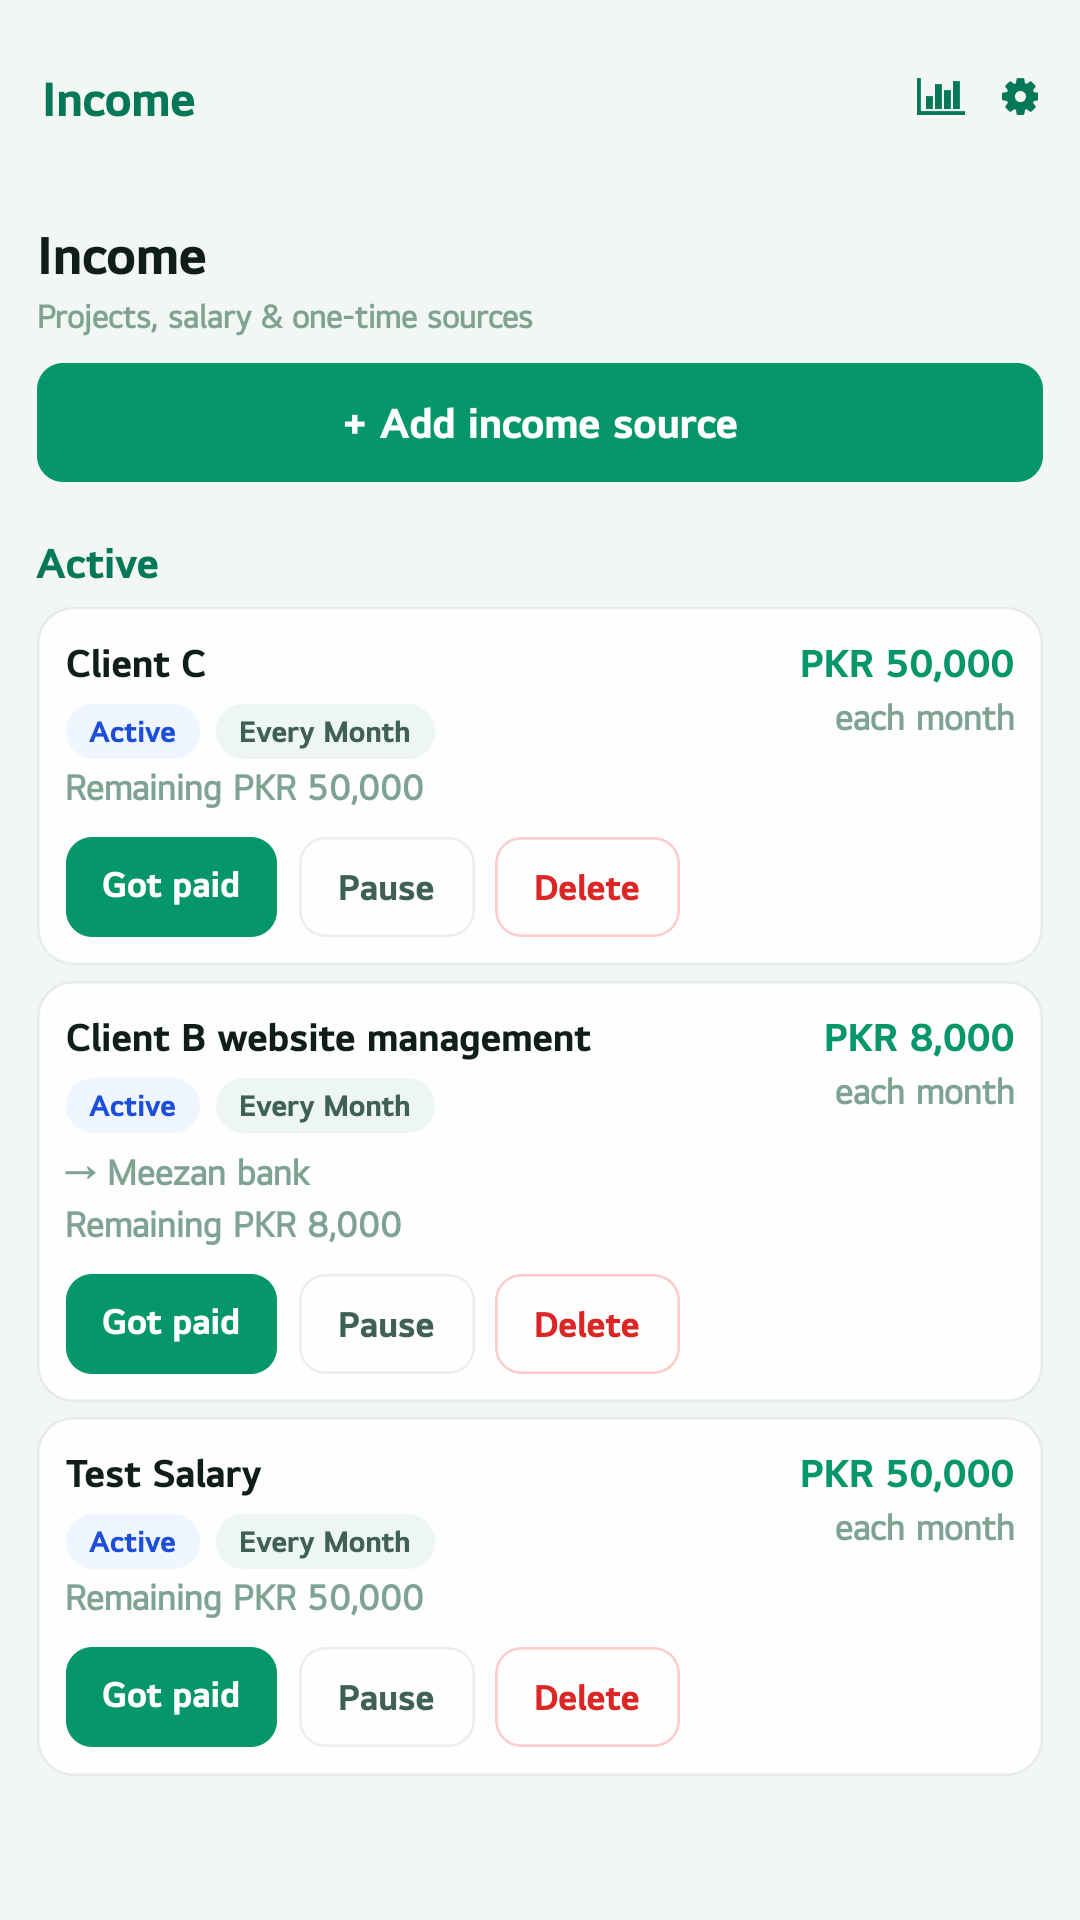 Income
Income
Projects, salary & one-time sources
+ Add income source
Active
Client C
PKR 50,000
Active
Every Month
each month
Remaining PKR 50,000
Got paid
Pause
Delete
Client B website management
PKR 8,000
Active
Every Month
each month
→ Meezan bank
Remaining PKR 8,000
Got paid
Pause
Delete
Test Salary
PKR 50,000
Active
Every Month
each month
Remaining PKR 50,000
Got paid
Pause
Delete